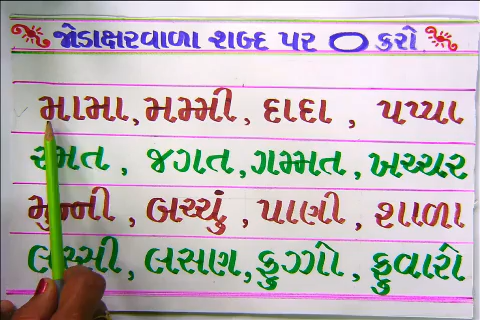 જોડાક્ષરવાળા શબ્દ પર O કરો
મામા, મમ્મી, દાદા, પપ્પા
રમત, જગત, ગમ્મત, ખચ્ચર
મુન્ની, બચ્ચું, પાણી, શાળા
લસ્સી, લસણ, ફુગ્ગો, ફુવારો